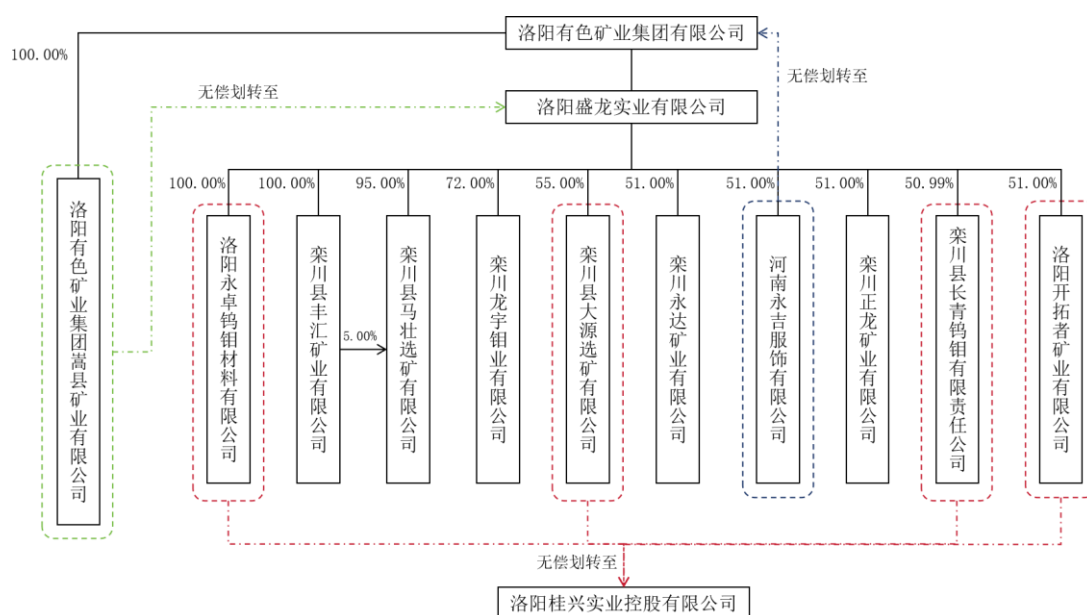 洛阳有色矿业集团有限公司
100.00%
无偿划转至
无偿划转至
洛阳盛龙实业有限公司
100.00%
100.00%
95.00%
72.00%
55.00%
51.00%
51.00%
51.00%
50.99%
51.00%
洛阳有色矿业集团嵩县矿业有限公司
洛阳永卓钨钼材料有限公司
栾川县丰汇矿业有限公司
5.00%
栾川县马壮选矿有限公司
栾川龙宇钼业有限公司
栾川县大源选矿有限公司
栾川永达矿业有限公司
河南永吉服饰有限公司
栾川正龙矿业有限公司
栾川县长青钨钼有限责任公司
洛阳开拓者矿业有限公司
无偿划转至
洛阳桂兴实业控股有限公司